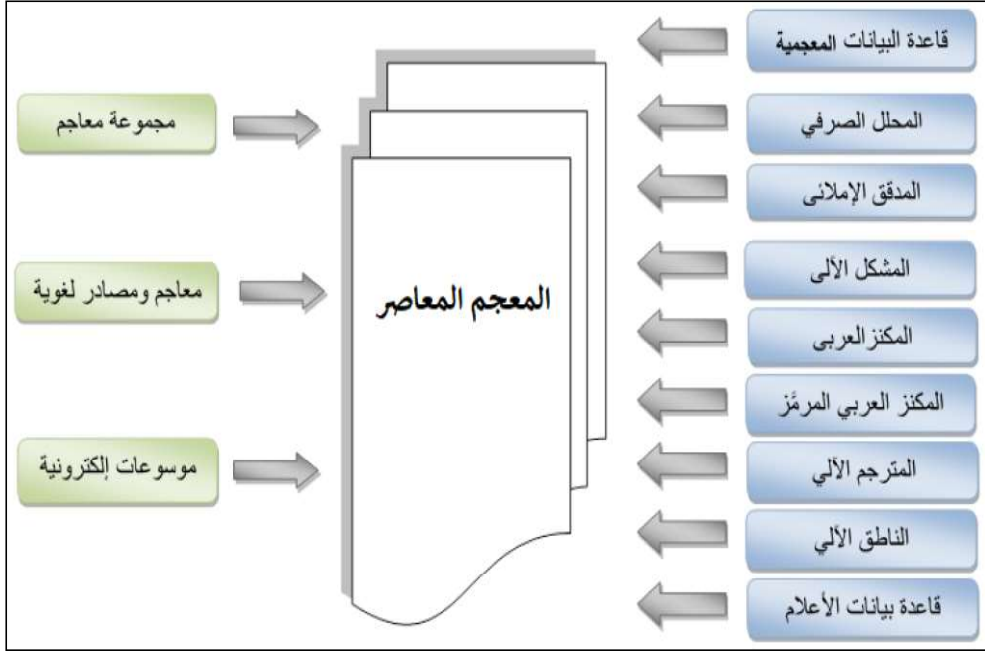 قاعدة البيانات المعجمية
المحلل الصرفي
المدقق الإملائى
المشكل الآلى
المكنز العربى
المكنز العربي المرمَّز
المترجم الآلي
الناطق الآلي
قاعدة بيانات الأعلام
المعجم المعاصر
مجموعة معاجم
معاجم ومصادر لغوية
موسوعات إلكترونية